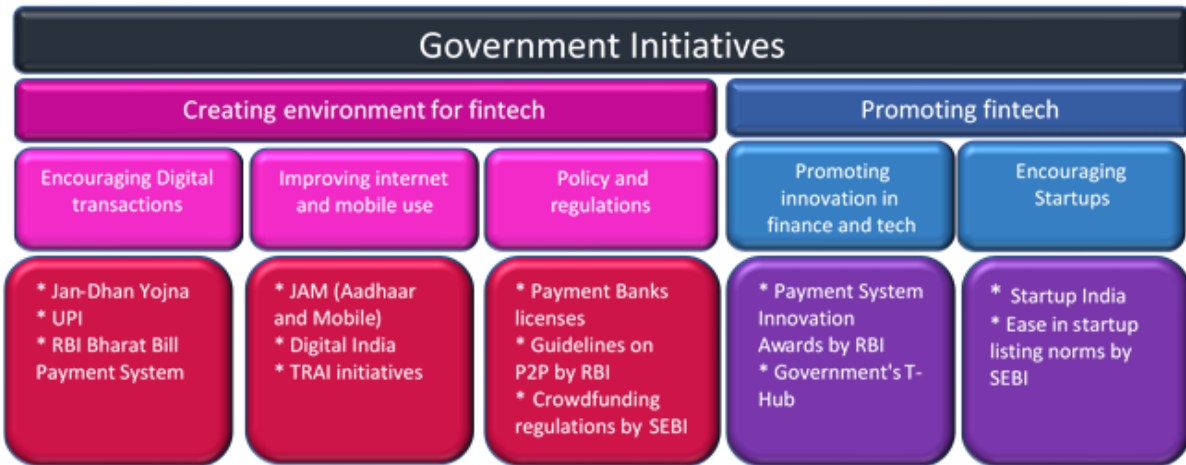 Government Initiatives
Creating environment for fintech
Promoting fintech
Encouraging Digital
transactions
Improving internet
and mobile use
Policy and
regulations
Promoting
innovation in
finance and tech
Encouraging
Startups
* Jan-Dhan Yojna
* UPI
* RBI Bharat Bill
Payment System
* JAM (Aadhaar
and Mobile)
* Digital India
* TRAI initiatives
* Payment Banks
licenses
* Guidelines on
P2P by RBI
* Crowdfunding
regulations by SEBI
* Payment System
Innovation
Awards by RBI
* Government's T-
Hub
* Startup India
* Ease in startup
listing norms by
SEBI